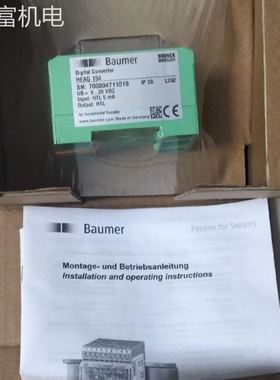 富机电
Baumer
HÜBNER
BERLIN
Digital Converter
HEAG 154
SN: 700004711019
IP 20
UB = 9...26 VDC
Input: HTL 5 mA
Output: HTL
for Incremental Encoder
www.baumer.com
Made in Germany
Baumer
Passion for Sensors
Montage- und Betriebsanleitung
Installation and operating instructions